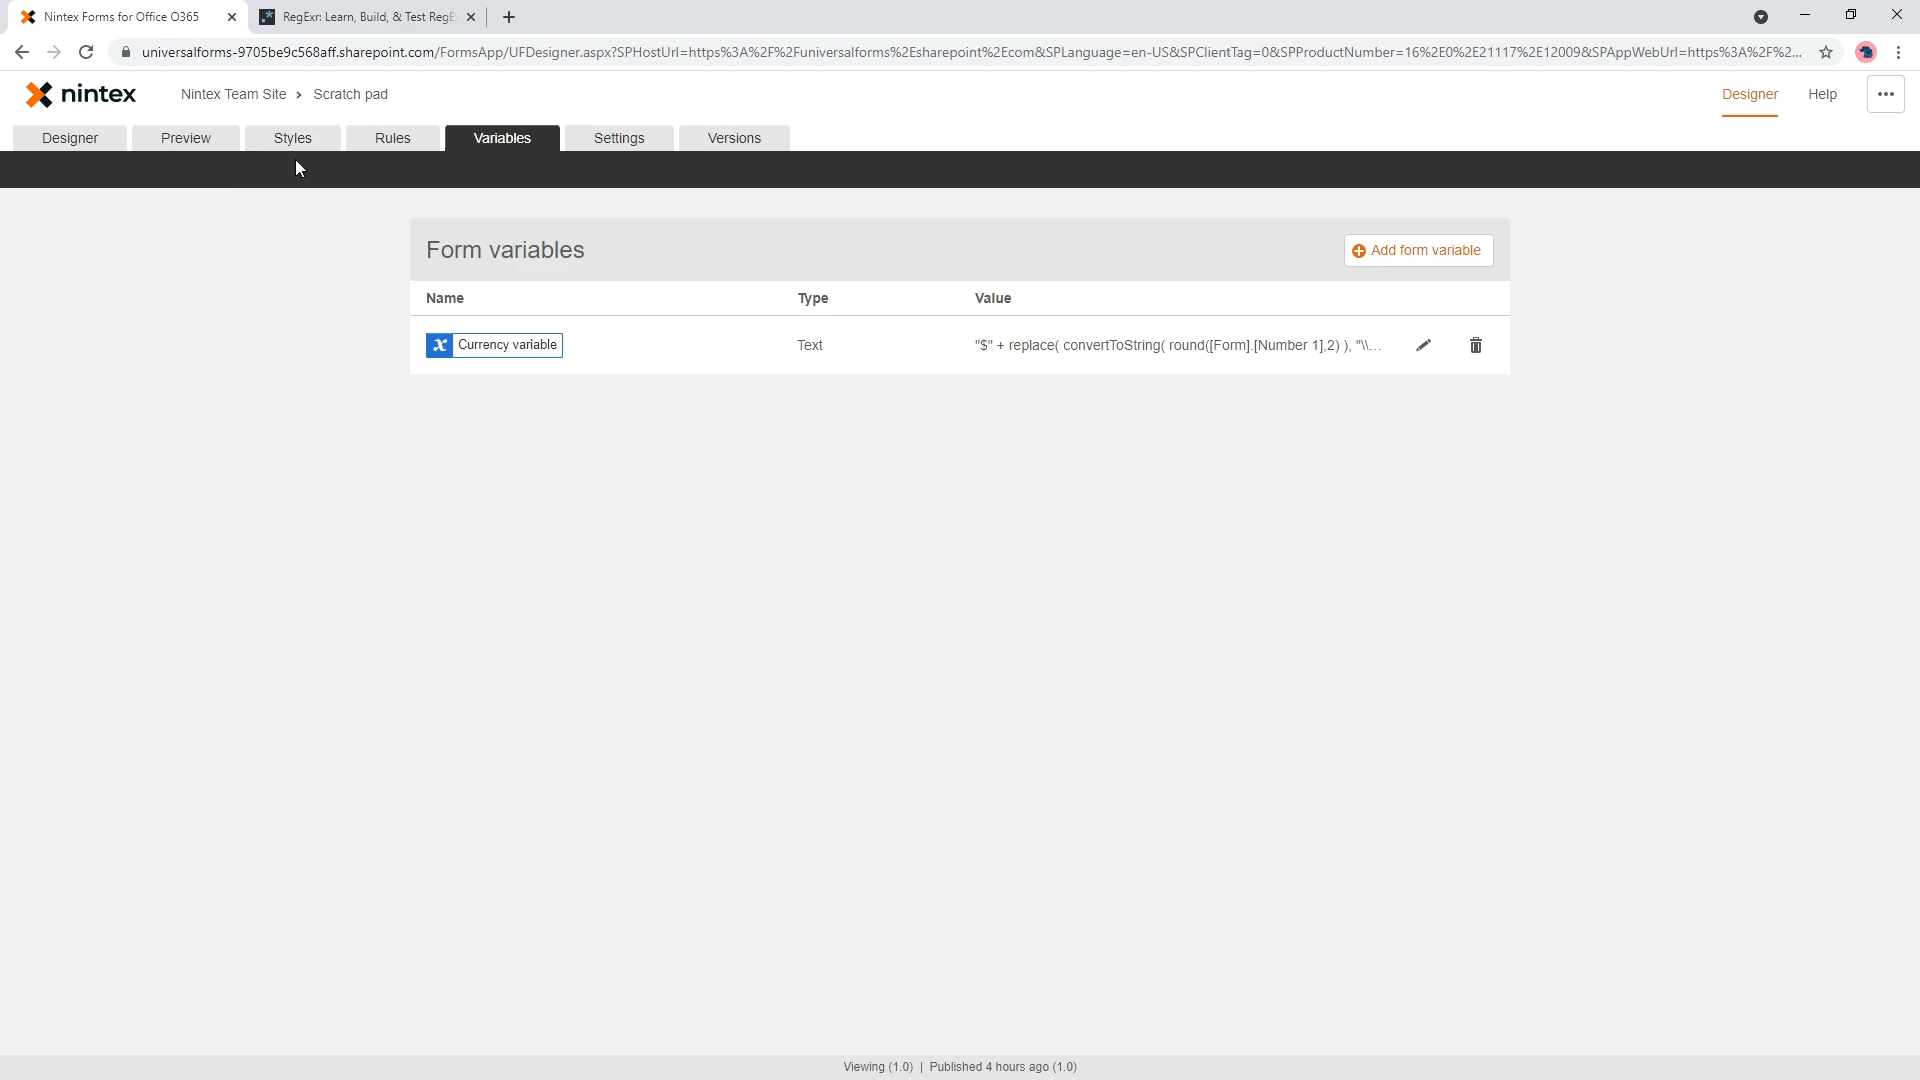 Nintex Forms for Office O365
RegExr: Learn, Build, & Test RegE
universalforms-9705be9c568aff.sharepoint.com/FormsApp/UFDesigner.aspx?SPHostUrl=https%3A%2F%2Funiversalforms%2Esharepoint%2Ecom&SPLanguage=en-US&SPClientTag=0&SPProductNumber=16%2E0%2E21117%2E12009&SPAppWebUrl=https%3A%2F%2...
nintex
Nintex Team Site > Scratch pad
Designer Help
Designer Preview Styles Rules Variables Settings Versions
Form variables
Add form variable
Name Type Value
x Currency variable Text "$" + replace( convertToString( round([Form].[Number 1],2) ), "\\...
Viewing (1.0) | Published 4 hours ago (1.0)